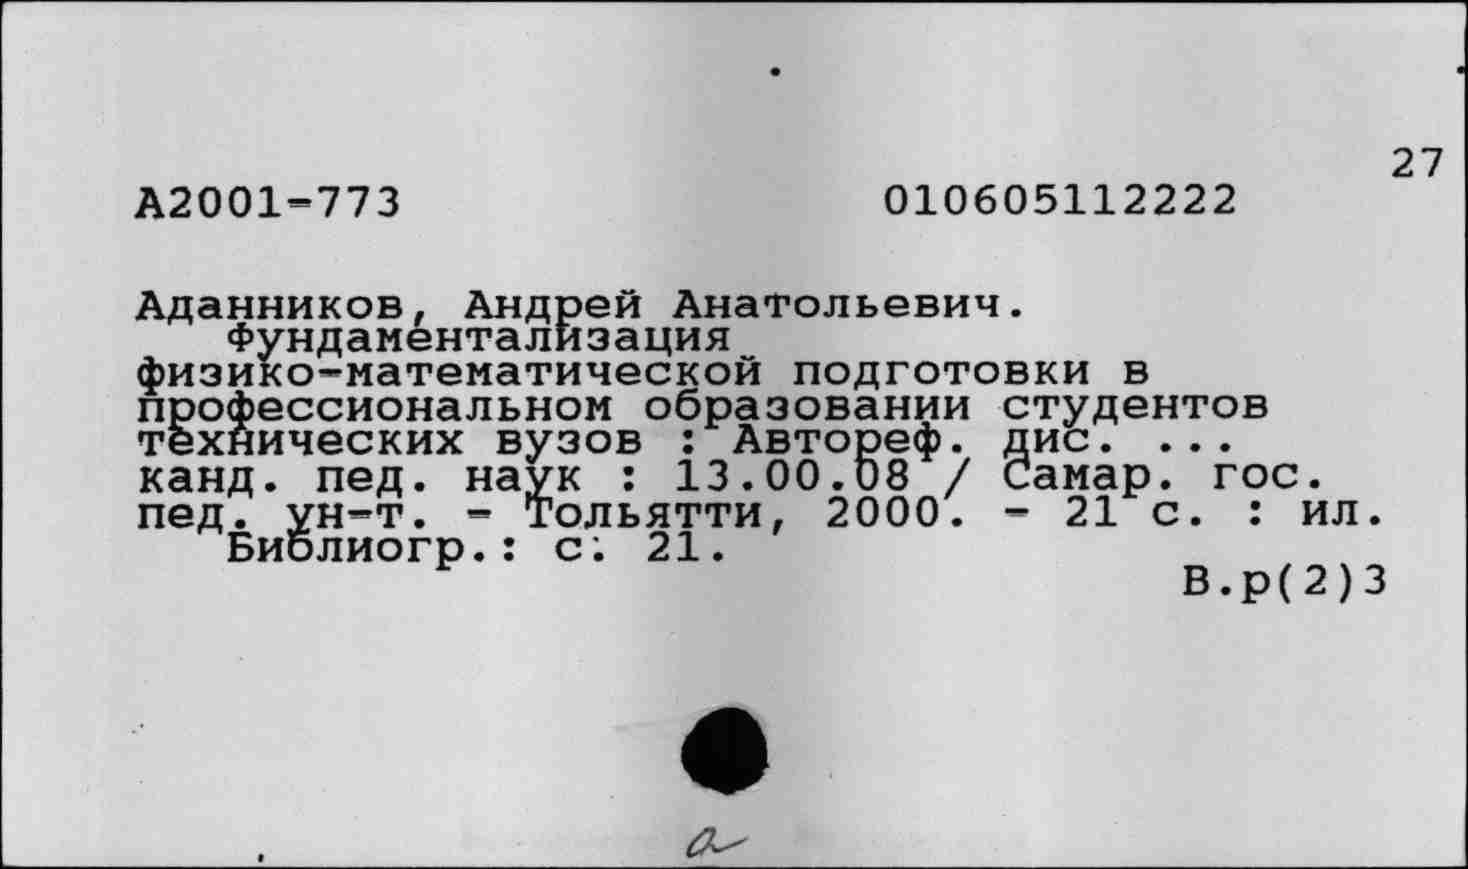 27
А2001-773 010605112222
Аданников, Андрей Анатольевич.
Фундаментализация
физико-математической подготовки в
профессиональном образовании студентов
технических вузов : Автореф. дис. ...
канд. пед. наук : 13.00.08 / Самар. гос.
пед. ун-т. - Тольятти, 2000. - 21 с. : ил.
Библиогр.: с. 21.
В.р(2)3
а